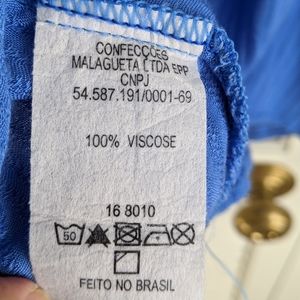 CONFECÇÕES
MALAGUETA LTDA EPP
CNPJ
54.587.191/0001-69
100% VISCOSE
16 8010
50
FEITO NO BRASIL